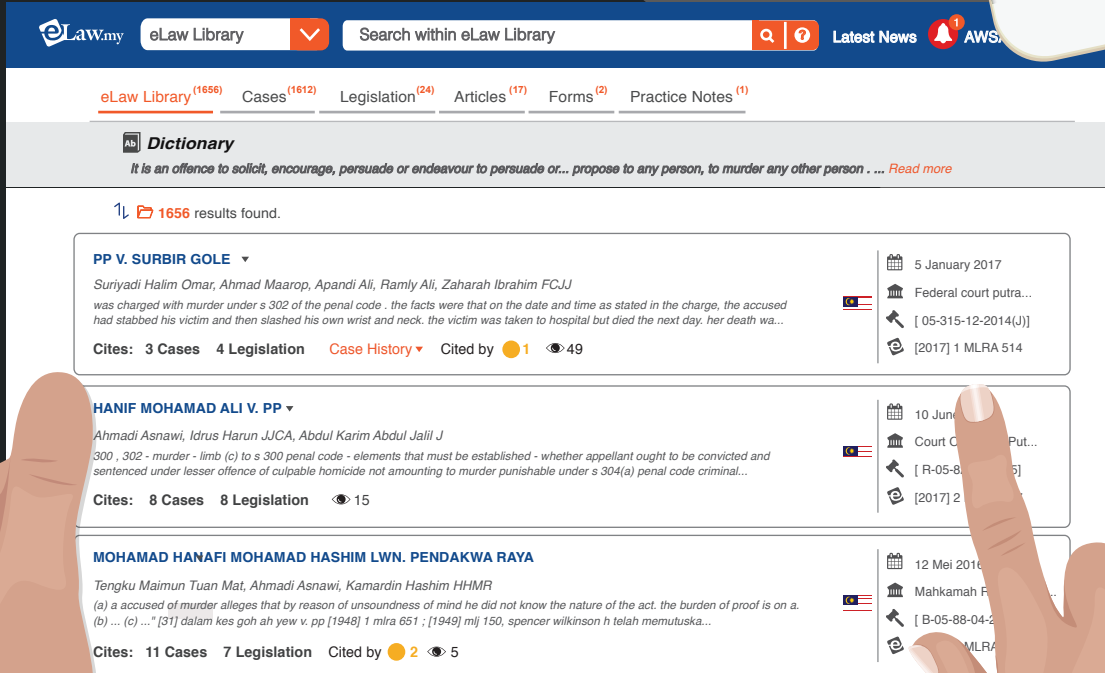 eLaw.my eLaw Library Search within eLaw Library Latest News 1
eLaw Library (1656) Cases (1612) Legislation (24) Articles (17) Forms (2) Practice Notes (1)
Ab Dictionary
It is an offence to solicit, encourage, persuade or endeavour to persuade or... propose to any person, to murder any other person . ... Read more
1656 results found.
PP V. SURBIR GOLE
Suriyadi Halim Omar, Ahmad Maarop, Apandi Ali, Ramly Ali, Zaharah Ibrahim FCJJ
was charged with murder under s 302 of the penal code . the facts were that on the date and time as stated in the charge, the accused
had stabbed his victim and then slashed his own wrist and neck. the victim was taken to hospital but died the next day. her death wa...
Cites: 3 Cases 4 Legislation Case History Cited by 1 49
5 January 2017
Federal court putra...
[ 05-315-12-2014(J)]
[2017] 1 MLRA 514
HANIF MOHAMAD ALI V. PP
Ahmadi Asnawi, Idrus Harun JJCA, Abdul Karim Abdul Jalil J
300 , 302 - murder - limb (c) to s 300 penal code - elements that must be established - whether appellant ought to be convicted and
sentenced under lesser offence of culpable homicide not amounting to murder punishable under s 304(a) penal code criminal...
Cites: 8 Cases 8 Legislation 15
10 June
Court Put...
[ R-05-8 5]
[2017] 2
MOHAMAD HANAFI MOHAMAD HASHIM LWN. PENDAKWA RAYA
Tengku Maimun Tuan Mat, Ahmadi Asnawi, Kamardin Hashim HHMR
(a) a accused of murder alleges that by reason of unsoundness of mind he did not know the nature of the act. the burden of proof is on a.
(b) ... (c) ..." [31] dalam kes goh ah yew v. pp [1948] 1 mlra 651 ; [1949] mlj 150, spencer wilkinson h telah memutuska...
Cites: 11 Cases 7 Legislation Cited by 2 5
12 Mei 2016
Mahkamah ...
[ B-05-88-04-2
MLRA